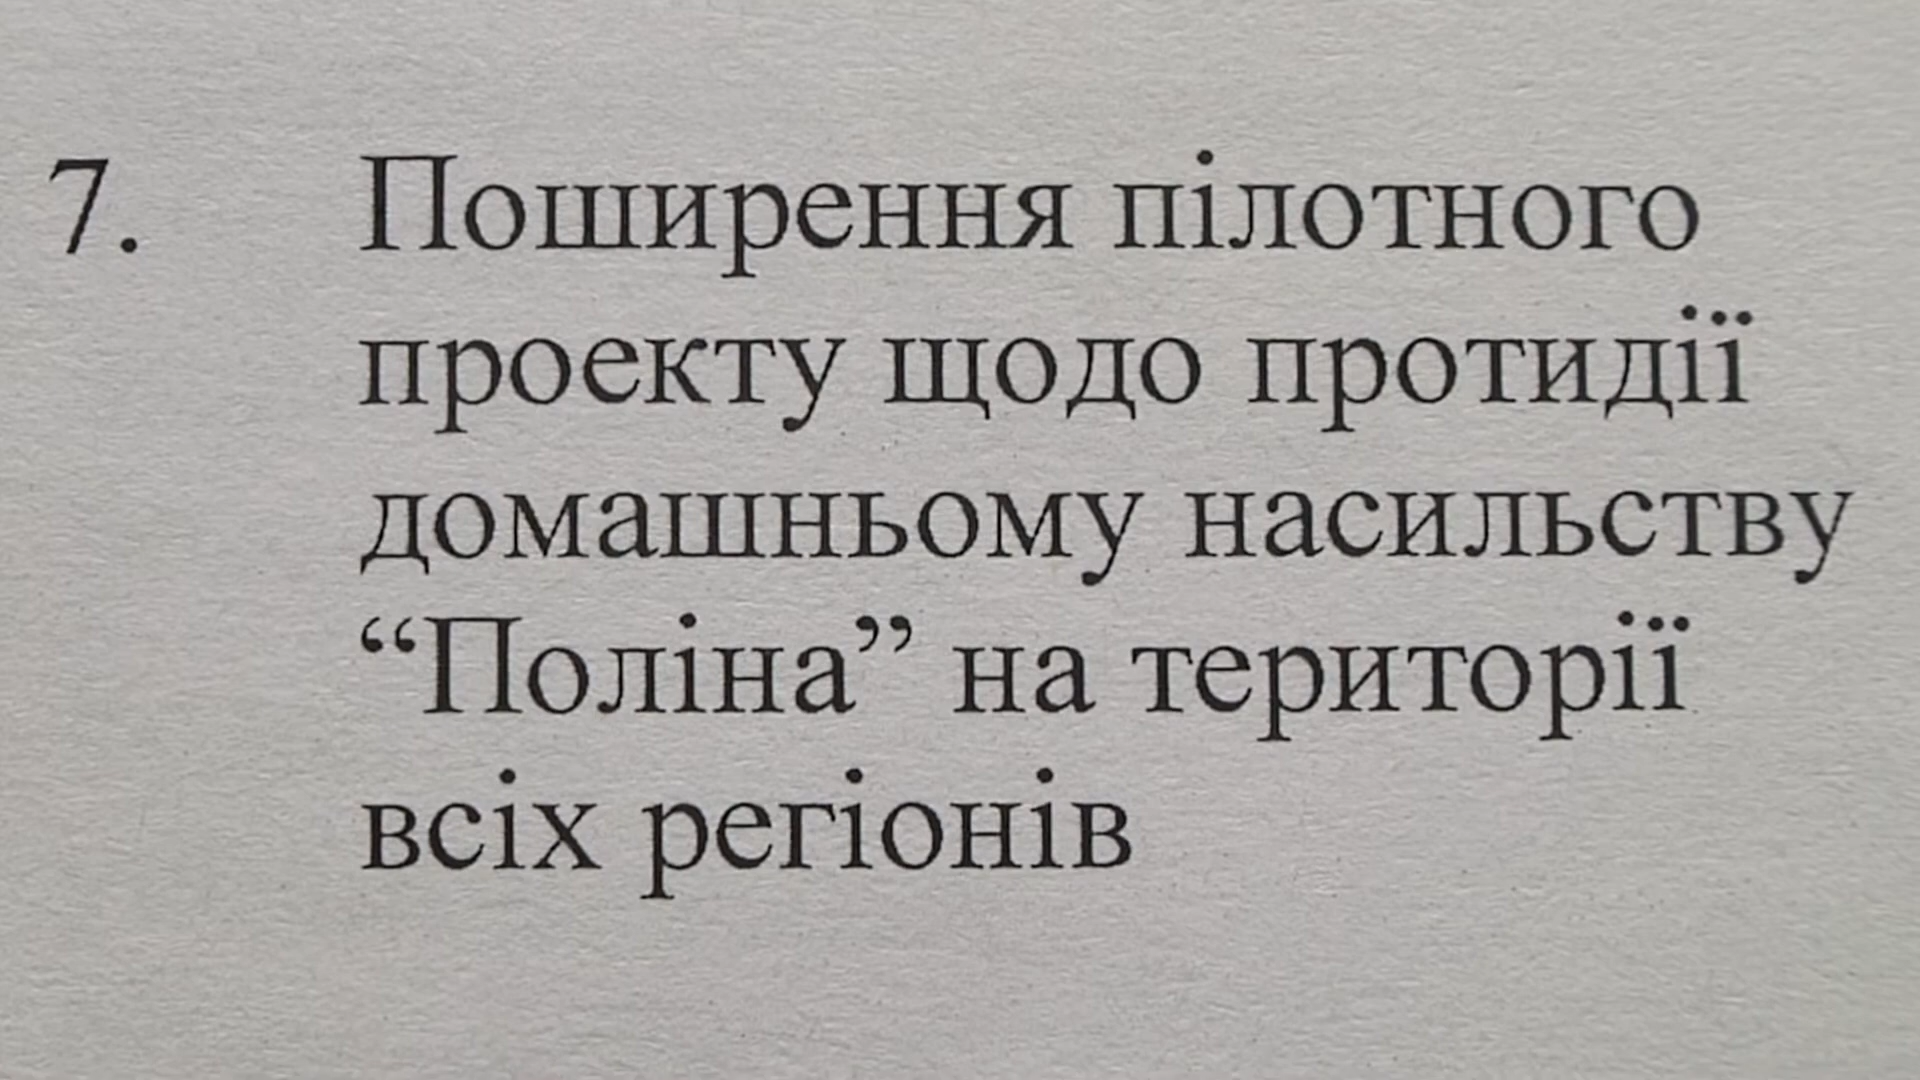 7. Поширення пілотного
проекту щодо протидії
домашньому насильству
“Поліна” на території
всіх регіонів